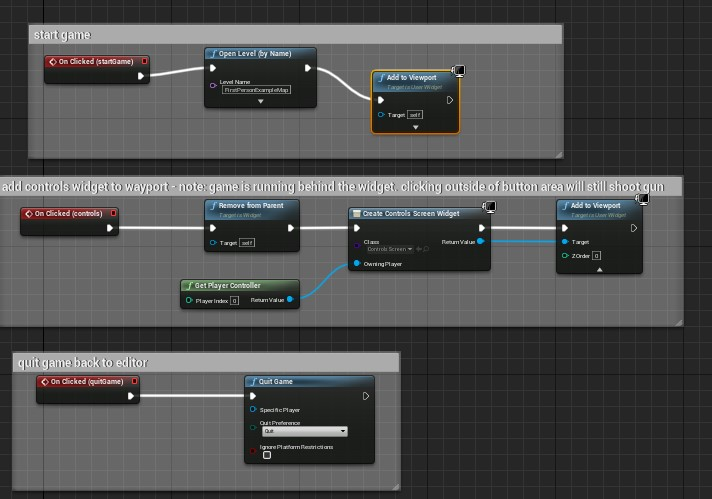 start game
On Clicked (startGame)
Open Level (by Name)
Level Name
FirstPersonExampleMap
Add to Viewport
Target is User Widget
Target self
add controls widget to wayport - note: game is running behind the widget. clicking outside of button area will still shoot gun
On Clicked (controls)
Remove from Parent
Target is Widget
Target self
Create Controls Screen Widget
Class
Controls Screen
Return Value
Owning Player
Add to Viewport
Target is User Widget
Target
ZOrder 0
Get Player Controller
Player Index 0
Return Value
quit game back to editor
On Clicked (quitGame)
Quit Game
Specific Player
Quit Preference
Quit
Ignore Platform Restrictions